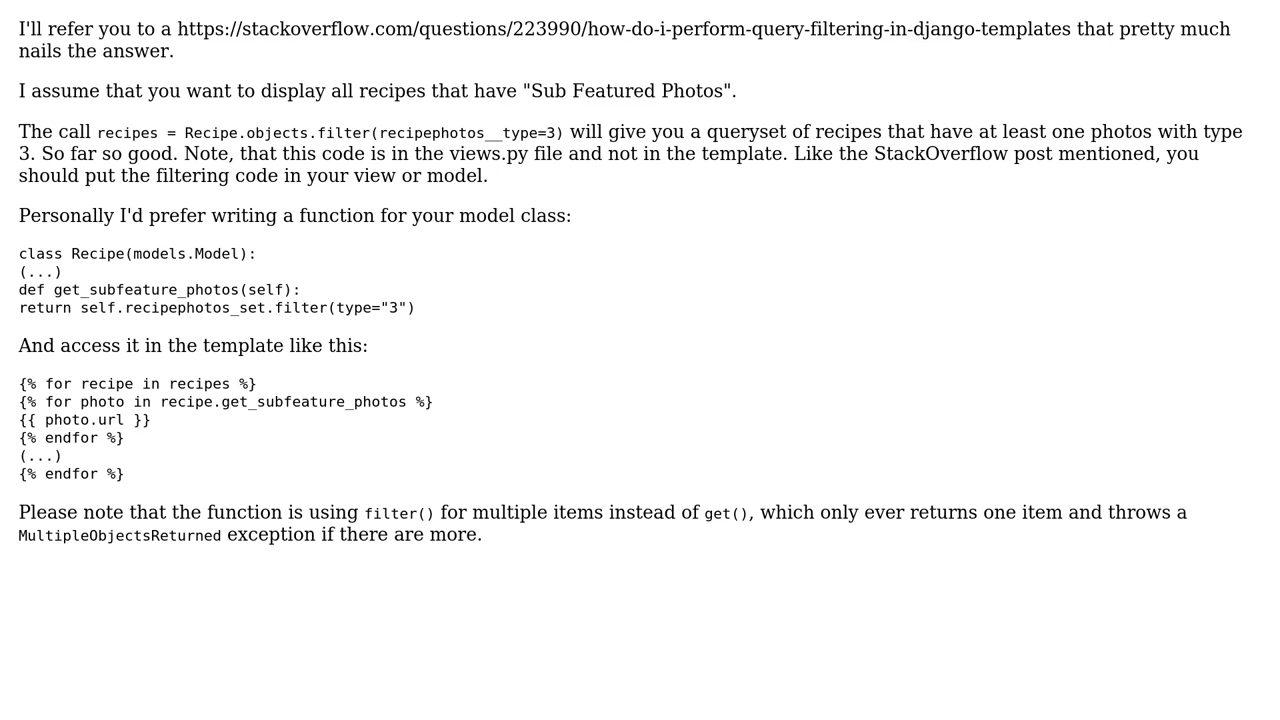 I'll refer you to a https://stackoverflow.com/questions/223990/how-do-i-perform-query-filtering-in-django-templates that pretty much
nails the answer.
I assume that you want to display all recipes that have "Sub Featured Photos".
The call recipes = Recipe.objects.filter(recipephotos__type=3) will give you a queryset of recipes that have at least one photos with type
3. So far so good. Note, that this code is in the views.py file and not in the template. Like the StackOverflow post mentioned, you
should put the filtering code in your view or model.
Personally I'd prefer writing a function for your model class:
class Recipe(models.Model):
(...)
def get_subfeature_photos(self):
return self.recipephotos_set.filter(type="3")
And access it in the template like this:
{% for recipe in recipes %}
{% for photo in recipe.get_subfeature_photos %}
{{ photo.url }}
{% endfor %}
(...)
{% endfor %}
Please note that the function is using filter() for multiple items instead of get(), which only ever returns one item and throws a
MultipleObjectsReturned exception if there are more.